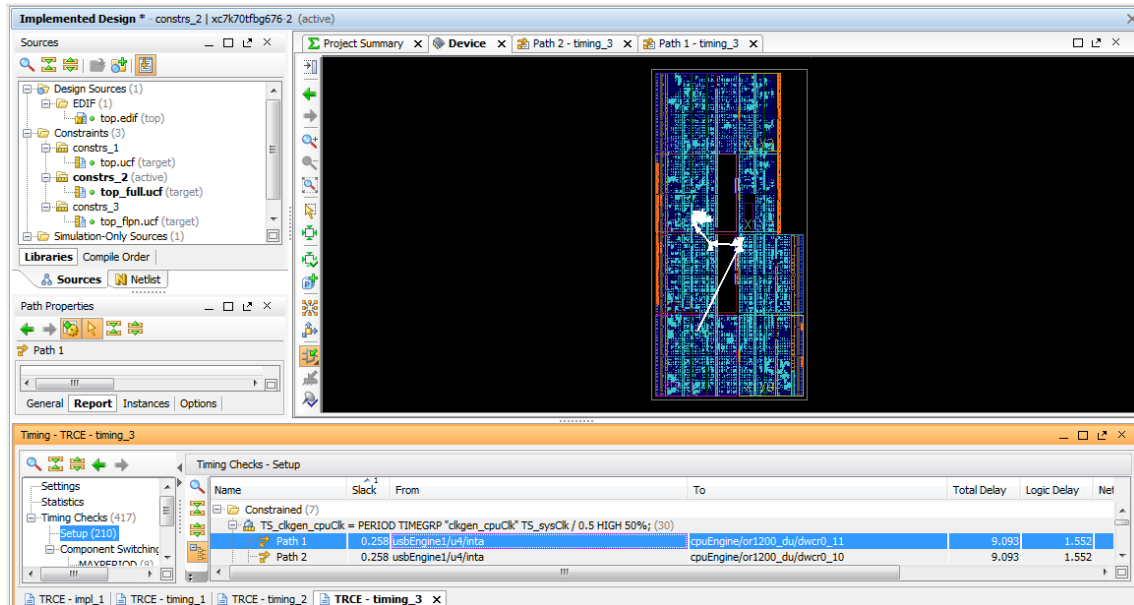 Implemented Design * - constrs_2 | xc7k70tfbg676-2 (active)
Sources
Design Sources (1)
EDIF (1)
top.edif (top)
Constraints (3)
constrs_1
top.ucf (target)
constrs_2 (active)
top_full.ucf (target)
constrs_3
top_flpn.ucf (target)
Simulation-Only Sources (1)
Libraries Compile Order
Sources Netlist
Path Properties
Path 1
General Report Instances Options
Project Summary Device Path 2 - timing_3 Path 1 - timing_3
Timing - TRCE - timing_3
Settings
Statistics
Timing Checks (417)
Setup (210)
Component Switching
MAXPERIOD (8)
Timing Checks - Setup
Name Slack 1 From To Total Delay Logic Delay Net
Constrained (7)
TS_clkgen_cpuClk = PERIOD TIMEGRP "clkgen_cpuClk" TS_sysClk / 0.5 HIGH 50%; (30)
Path 1 0.258 usbEngine1/u4/inta cpuEngine/or1200_du/dwcr0_11 9.093 1.552
Path 2 0.258 usbEngine1/u4/inta cpuEngine/or1200_du/dwcr0_10 9.093 1.552
TRCE - impl_1 TRCE - timing_1 TRCE - timing_2 TRCE - timing_3